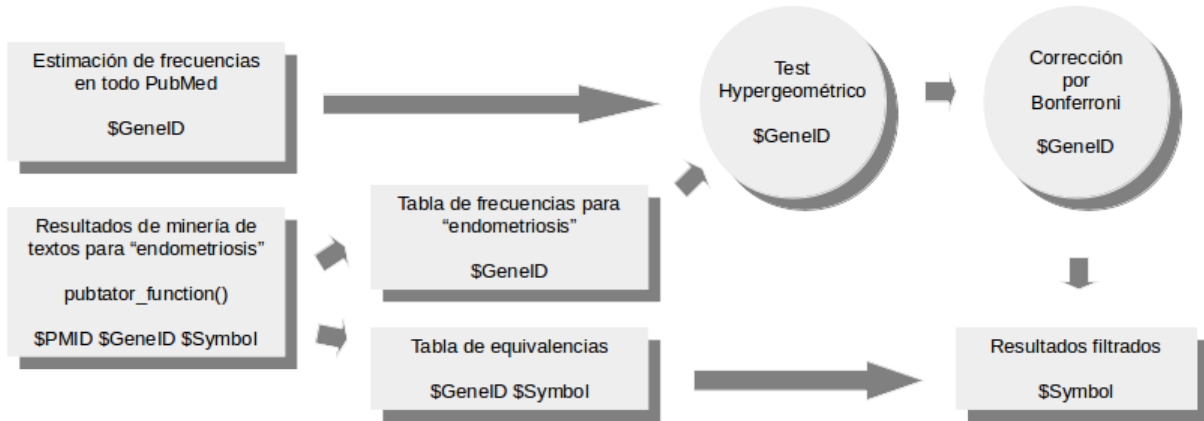 Estimación de frecuencias
en todo PubMed
$GeneID
Test
Hypergeométrico
$GeneID
Corrección
por
Bonferroni
$GeneID
Resultados de minería de
textos para “endometriosis”
pubtator_function()
$PMID $GeneID $Symbol
Tabla de frecuencias para
“endometriosis”
$GeneID
Tabla de equivalencias
$GeneID $Symbol
Resultados filtrados
$Symbol